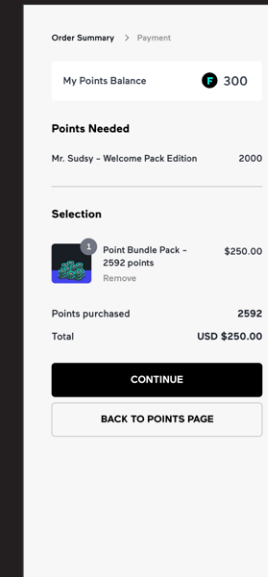 Order Summary > Payment
My Points Balance F 300
Points Needed
Mr. Sudsy - Welcome Pack Edition 2000
Selection
1
Point Bundle Pack - $250.00
2592 points
Remove
Points purchased 2592
Total USD $250.00
CONTINUE
BACK TO POINTS PAGE